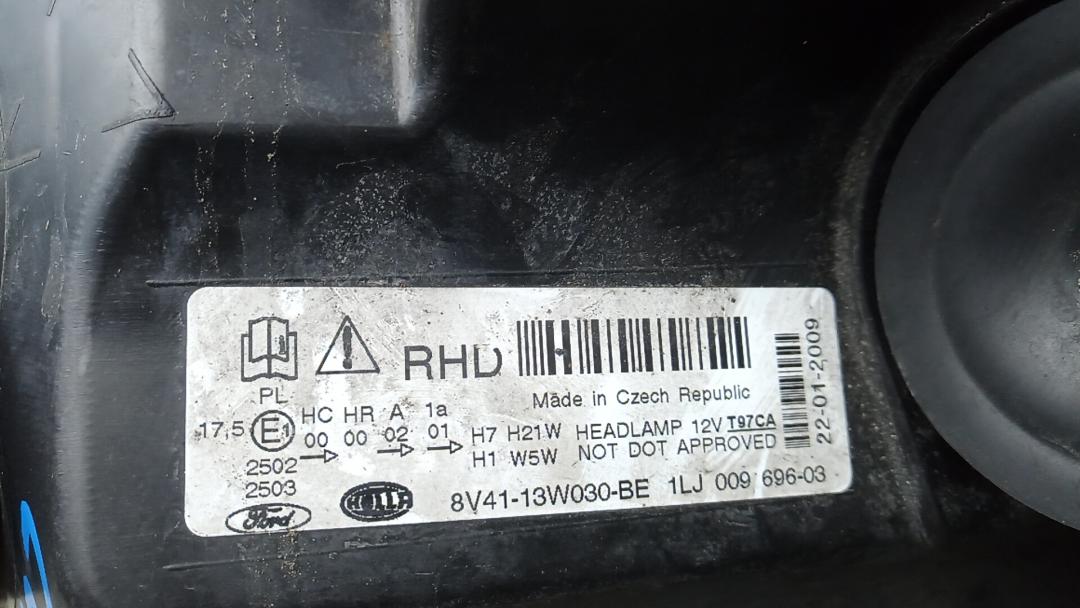 RHD
PL
Made in Czech Republic
22-01-2009
17,5 E1 HC HR A 1a
00 00 02 01
H7 H21W HEADLAMP 12V T97CA
H1 W5W NOT DOT APPROVED
2502
2503
Ford HELLA 8V41-13W030-BE 1LJ 009 696-03